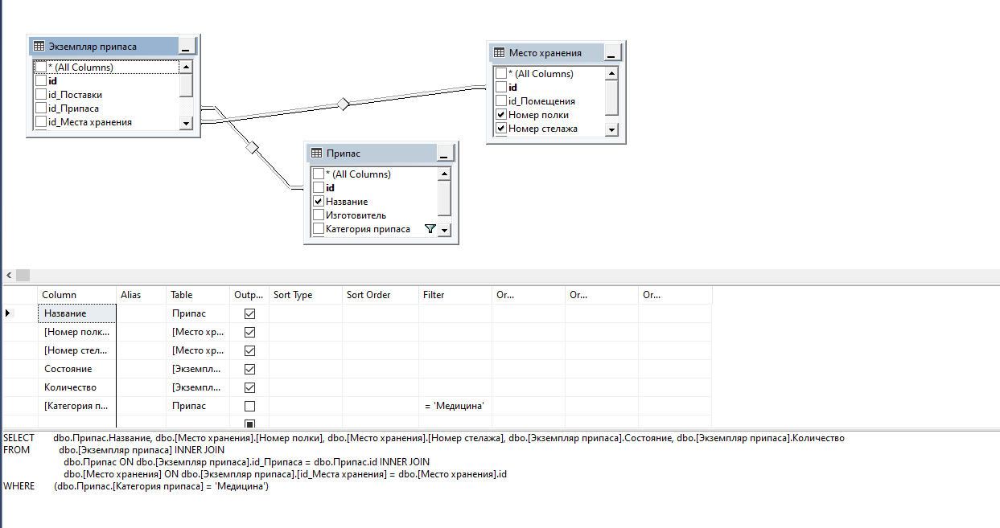 Экземпляр припаса
* (All Columns)
id
id_Поставки
id_Припаса
id_Места хранения
Место хранения
* (All Columns)
id
id_Помещения
Номер полки
Номер стелажа
Припас
* (All Columns)
id
Название
Изготовитель
Категория припаса
Column Alias Table Outp... Sort Type Sort Order Filter Or... Or... Or...
Название Припас
[Номер полк... [Место хр...
[Номер стел... [Место хр...
Состояние [Экземпл...
Количество [Экземпл...
[Категория п... Припас = 'Медицина'
SELECT dbo.Припас.Название, dbo.[Место хранения].[Номер полки], dbo.[Место хранения].[Номер стелажа], dbo.[Экземпляр припаса].Состояние, dbo.[Экземпляр припаса].Количество
FROM dbo.[Экземпляр припаса] INNER JOIN
dbo.Припас ON dbo.[Экземпляр припаса].id_Припаса = dbo.Припас.id INNER JOIN
dbo.[Место хранения] ON dbo.[Экземпляр припаса].[id_Места хранения] = dbo.[Место хранения].id
WHERE (dbo.Припас.[Категория припаса] = 'Медицина')